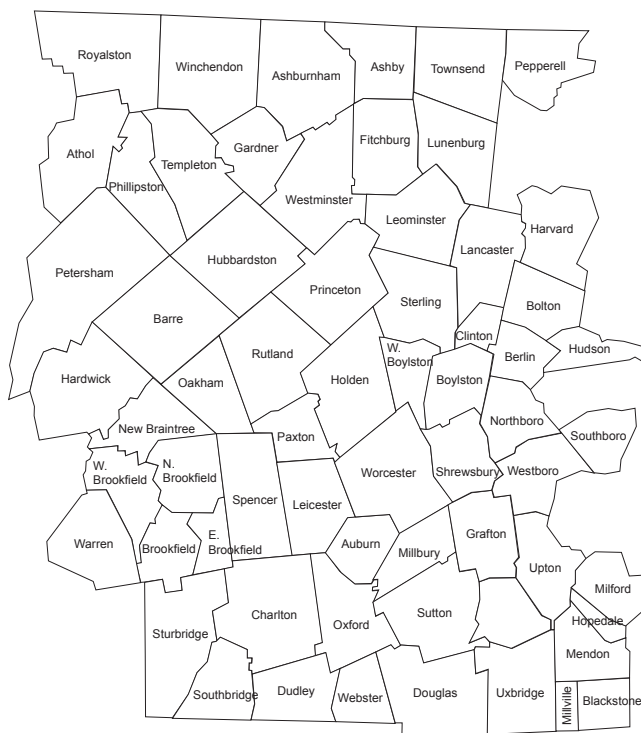 Royalston
Winchendon
Ashburnham
Ashby
Townsend
Pepperell
Athol
Phillipston
Templeton
Gardner
Westminster
Fitchburg
Lunenburg
Petersham
Hubbardston
Leominster
Lancaster
Harvard
Barre
Princeton
Sterling
Bolton
Clinton
Hardwick
Oakham
Rutland
Holden
W.
Boylston
Boylston
Berlin
Hudson
New Braintree
Paxton
Northboro
Southboro
W.
Brookfield
N.
Brookfield
Spencer
Leicester
Worcester
Shrewsbury
Westboro
Warren
Brookfield
E.
Brookfield
Auburn
Millbury
Grafton
Upton
Milford
Sturbridge
Charlton
Oxford
Sutton
Hopedale
Mendon
Southbridge
Dudley
Webster
Douglas
Uxbridge
Millville
Blackstone